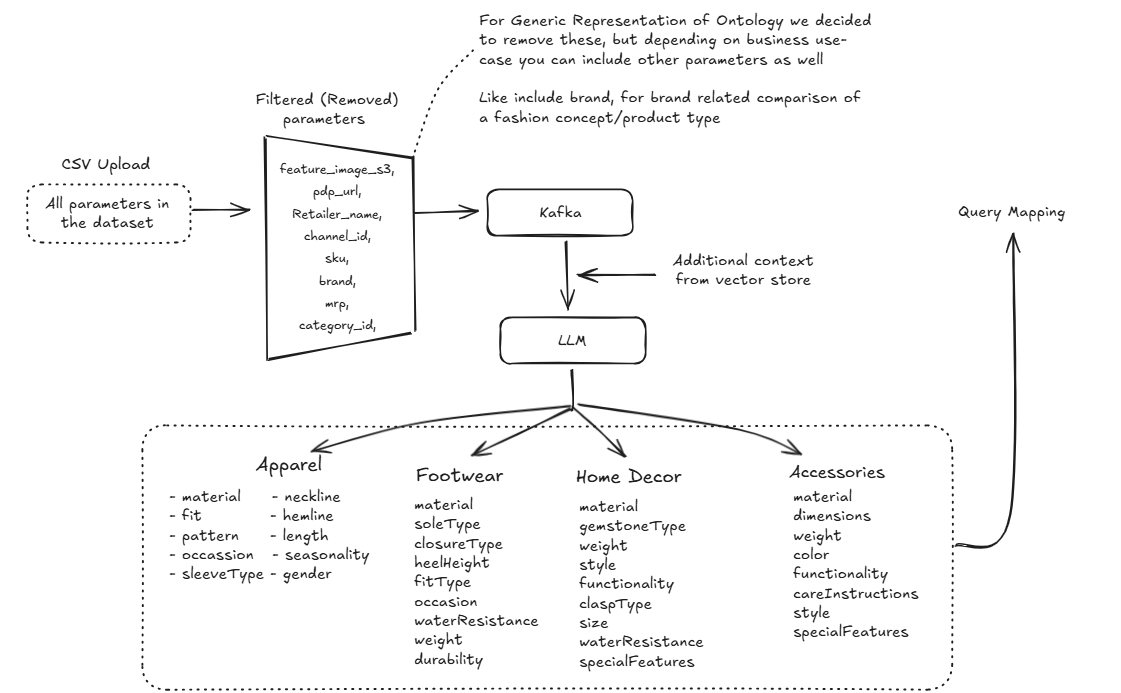 For Generic Representation of Ontology we decided
to remove these, but depending on business use-
case you can include other parameters as well
Like include brand, for brand related comparison of
a fashion concept/product type
Filtered (Removed)
parameters
CSV Upload
All parameters in
the dataset
feature_image_s3,
pdp_url,
Retailer_name,
channel_id,
sku,
brand,
mrp,
category_id,
Kafka
Additional context
from vector store
LLM
Query Mapping
Apparel
- material
- fit
- pattern
- occassion
- sleeveType
- neckline
- hemline
- length
- seasonality
- gender
Footwear
material
soleType
closureType
heelHeight
fitType
occasion
waterResistance
weight
durability
Home Decor
material
gemstoneType
weight
style
functionality
claspType
size
waterResistance
specialFeatures
Accessories
material
dimensions
weight
color
functionality
careInstructions
style
specialFeatures